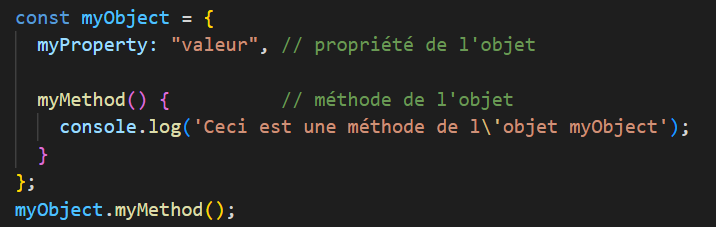 const myObject = {
myProperty: "valeur", // propriété de l'objet
myMethod() { // méthode de l'objet
console.log('Ceci est une méthode de l\'objet myObject');
}
};
myObject.myMethod();